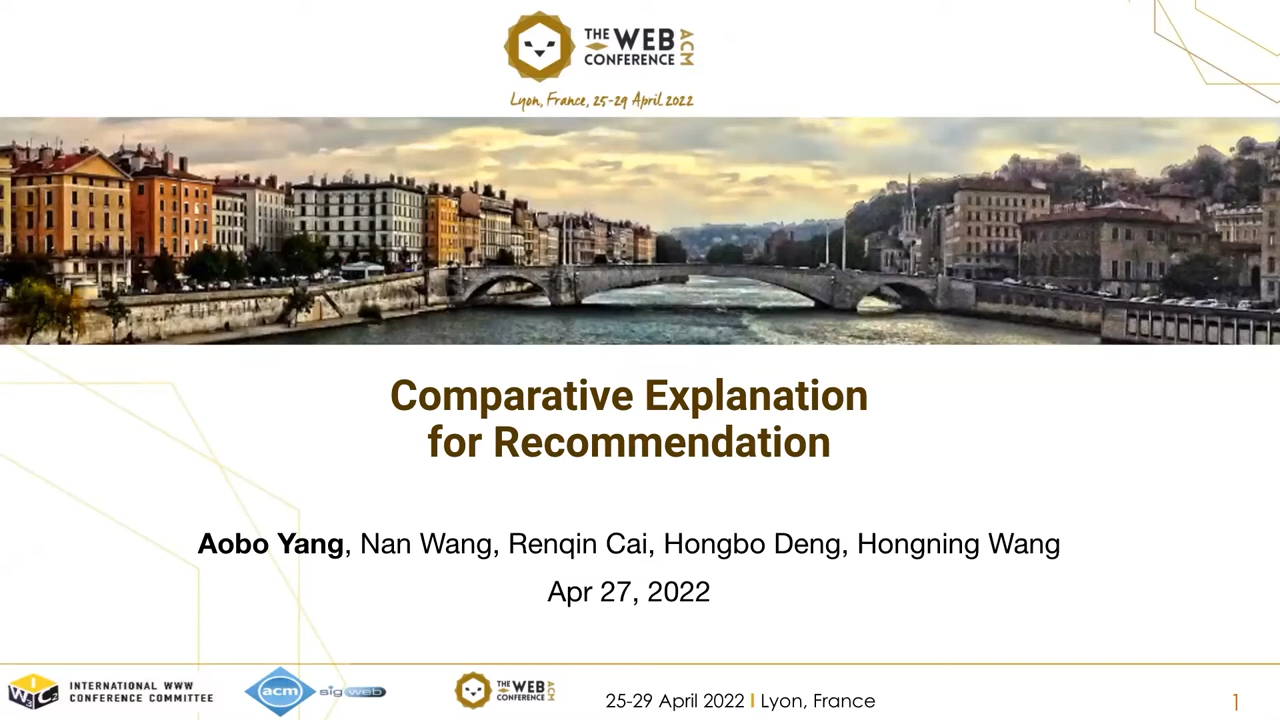 THE WEB
CONFERENCE
ACM
Lyon, France, 25-29 April 2022
Comparative Explanation
for Recommendation
Aobo Yang, Nan Wang, Renqin Cai, Hongbo Deng, Hongning Wang
Apr 27, 2022
I
W3C2
INTERNATIONAL WWW
CONFERENCE COMMITTEE
acm
sigweb
THE WEB
CONFERENCE
ACM
25-29 April 2022 I Lyon, France
1